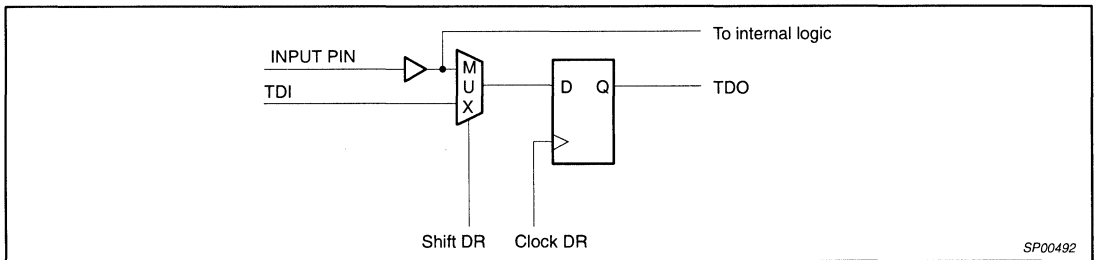 To internal logic
INPUT PIN
M
U
X
TDI
D Q
TDO
Shift DR
Clock DR
SP00492